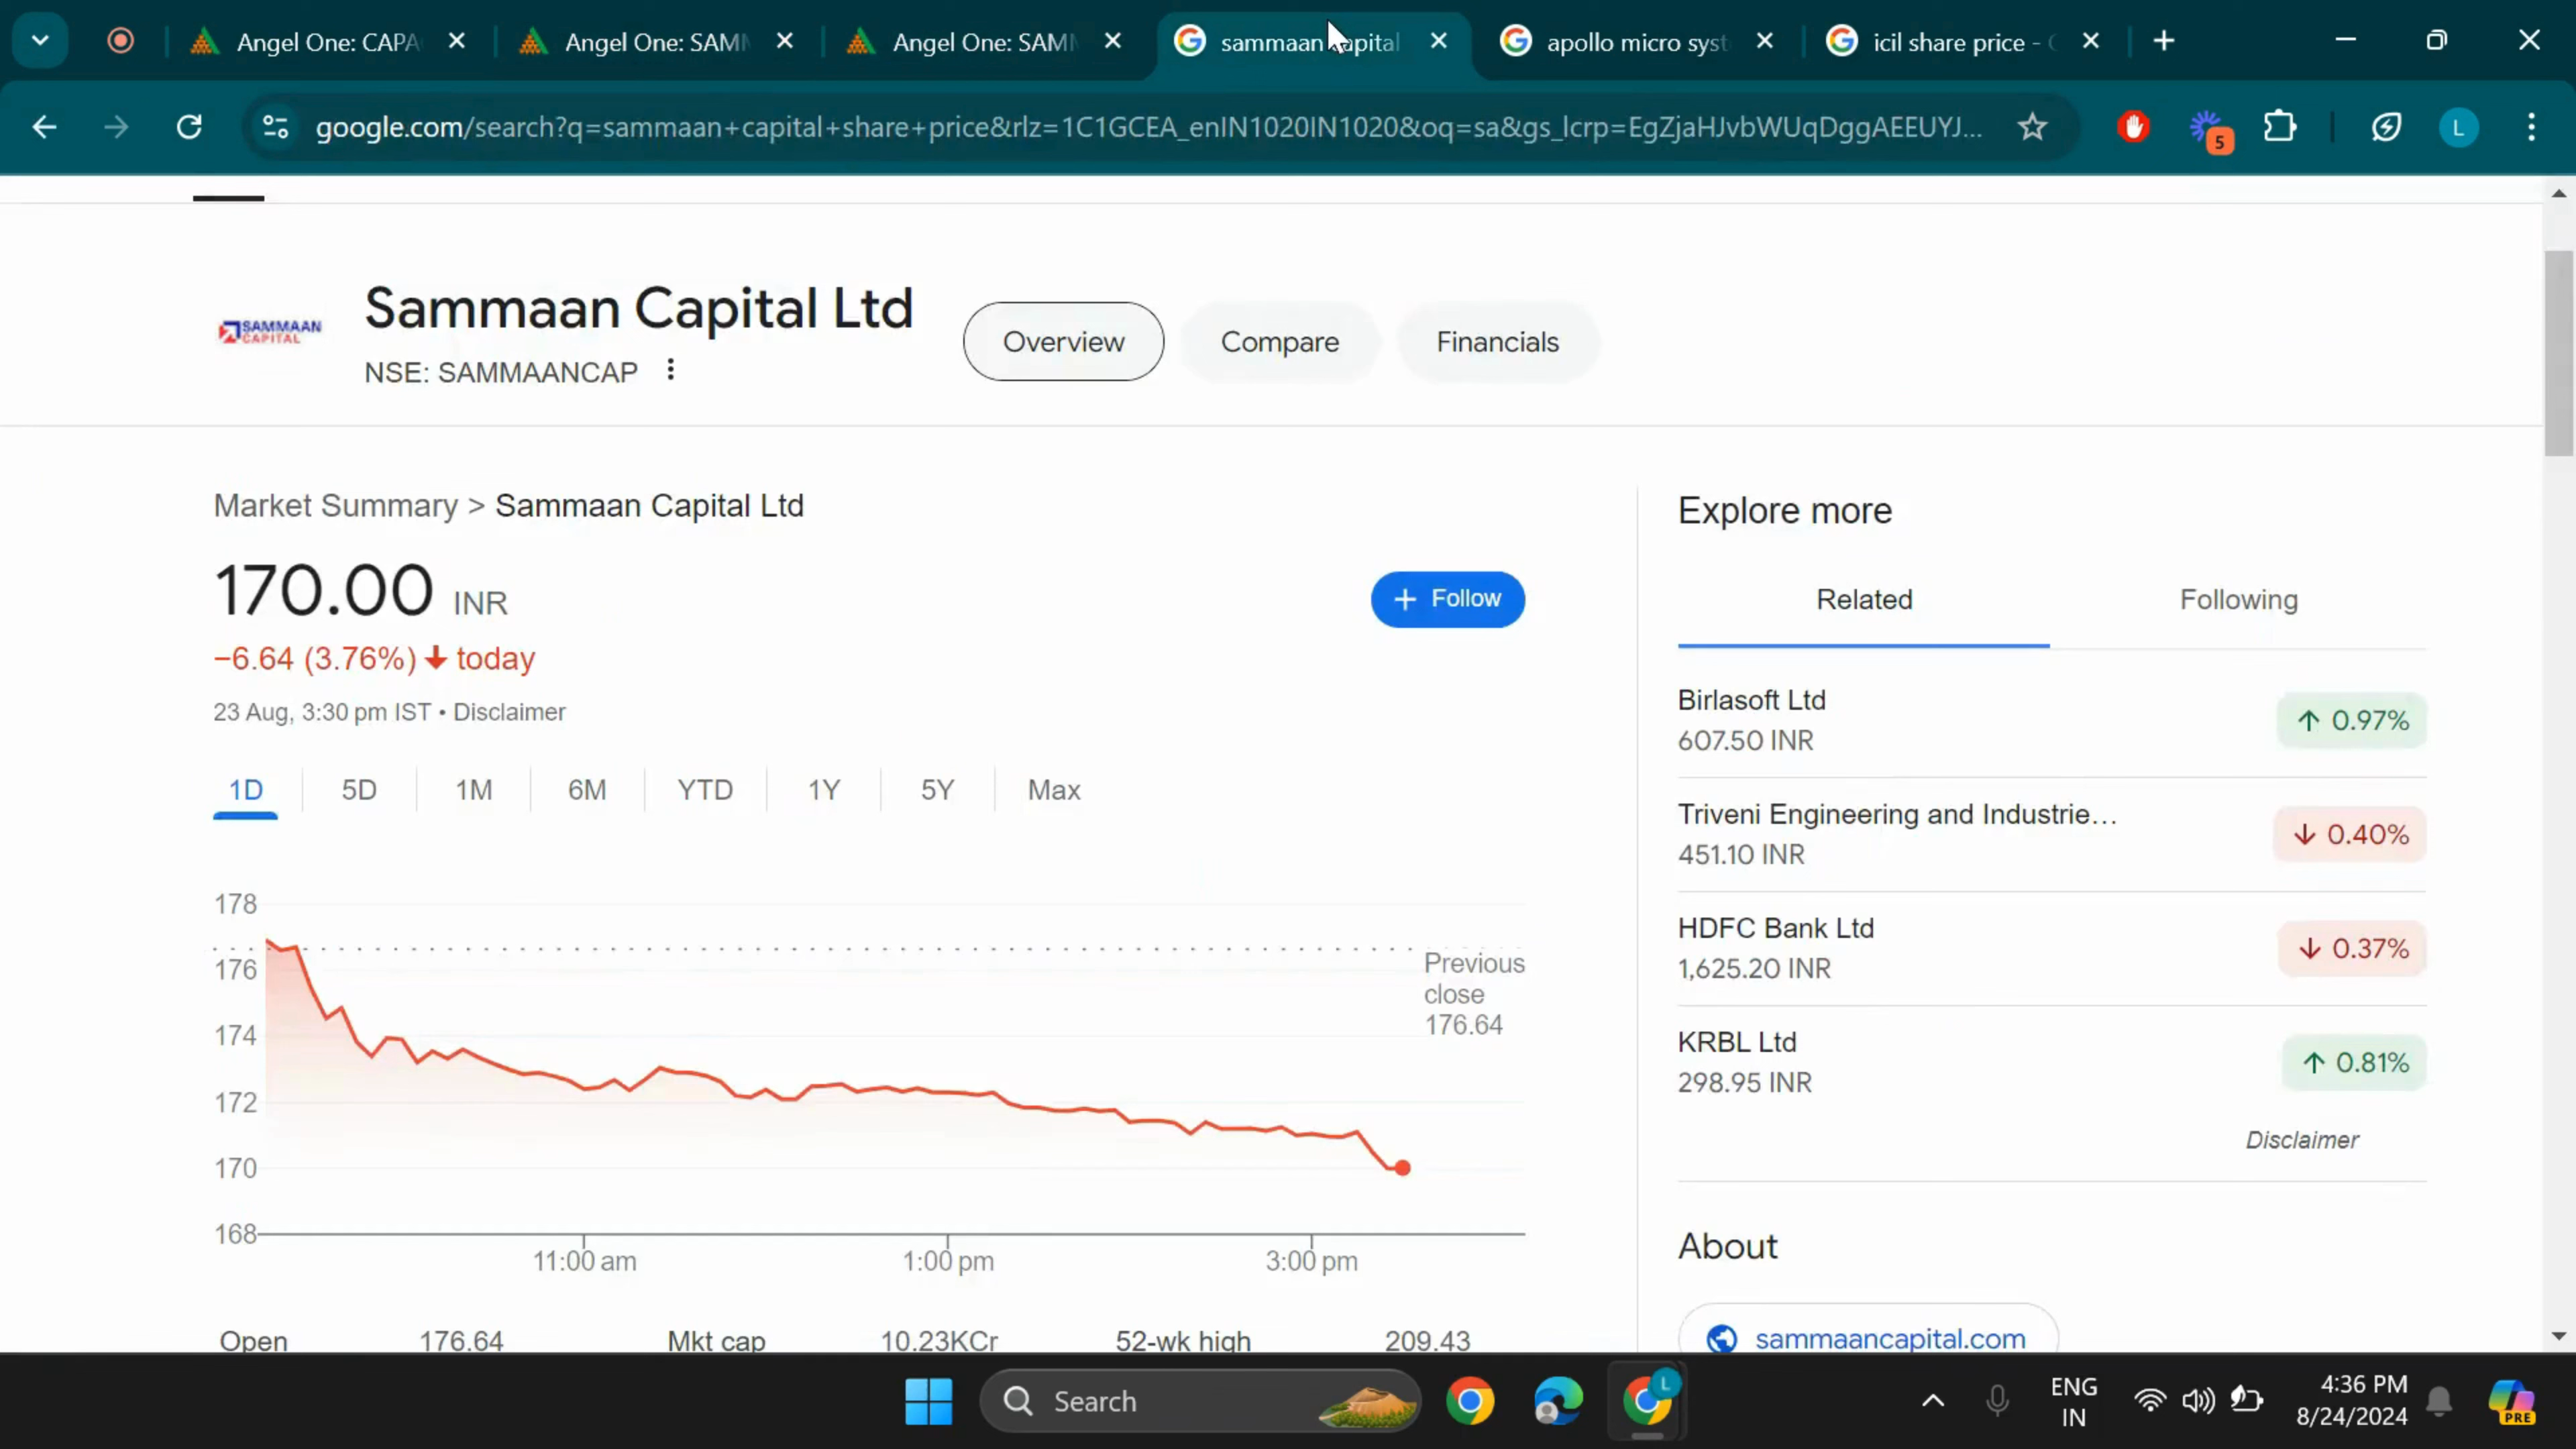 Angel One: CAPA
Angel One: SAMM
Angel One: SAMM
sammaan capital
apollo micro syst
icil share price -
google.com/search?q=sammaan+capital+share+price&rlz=1C1GCEA_enIN1020IN1020&oq=sa&gs_lcrp=EgZjaHJvbWUqDggAEEUYJ...
5
L
SAMMAAN CAPITAL
Sammaan Capital Ltd
NSE: SAMMAANCAP
Overview
Compare
Financials
Market Summary > Sammaan Capital Ltd
170.00 INR
+ Follow
−6.64 (3.76%) ↓ today
23 Aug, 3:30 pm IST • Disclaimer
1D 5D 1M 6M YTD 1Y 5Y Max
178
176
174
172
170
168
Previous
close
176.64
11:00 am 1:00 pm 3:00 pm
Open 176.64 Mkt cap 10.23KCr 52-wk high 209.43
Explore more
Related Following
Birlasoft Ltd
607.50 INR
↑ 0.97%
Triveni Engineering and Industrie...
451.10 INR
↓ 0.40%
HDFC Bank Ltd
1,625.20 INR
↓ 0.37%
KRBL Ltd
298.95 INR
↑ 0.81%
Disclaimer
About
sammaancapital.com
Search
L
ENG
IN
4:36 PM
8/24/2024
PRE